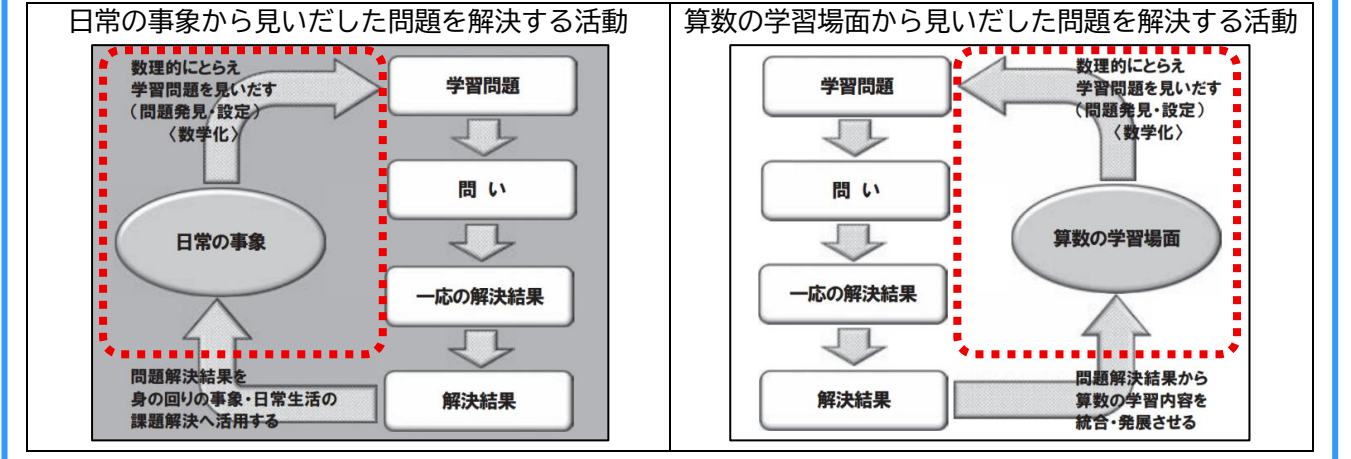 日常の事象から見いだした問題を解決する活動
数理的にとらえ
学習問題を見いだす
(問題発見・設定)
〈数学化〉
学習問題
問い
日常の事象
一応の解決結果
問題解決結果を
身の回りの事象・日常生活の
課題解決へ活用する
解決結果
算数の学習場面から見いだした問題を解決する活動
学習問題
数理的にとらえ
学習問題を見いだす
(問題発見・設定)
〈数学化〉
問い
算数の学習場面
一応の解決結果
解決結果
問題解決結果から
算数の学習内容を
統合・発展させる